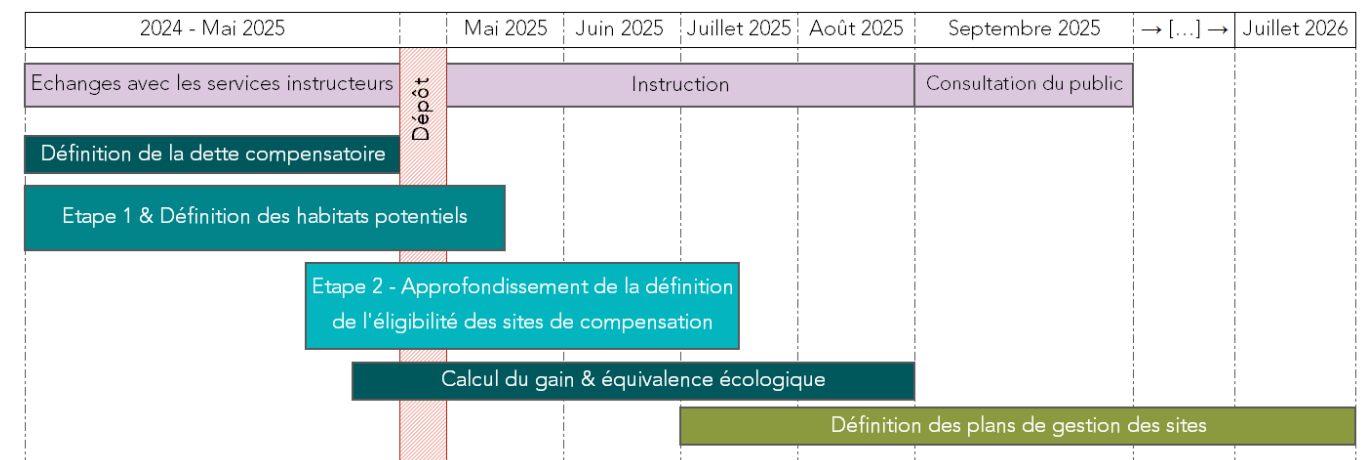 2024 - Mai 2025
Mai 2025
Juin 2025
Juillet 2025
Août 2025
Septembre 2025
→ [...] →
Juillet 2026
Echanges avec les services instructeurs
Dépôt
Instruction
Consultation du public
Définition de la dette compensatoire
Etape 1 & Définition des habitats potentiels
Etape 2 - Approfondissement de la définition
de l'éligibilité des sites de compensation
Calcul du gain & équivalence écologique
Définition des plans de gestion des sites